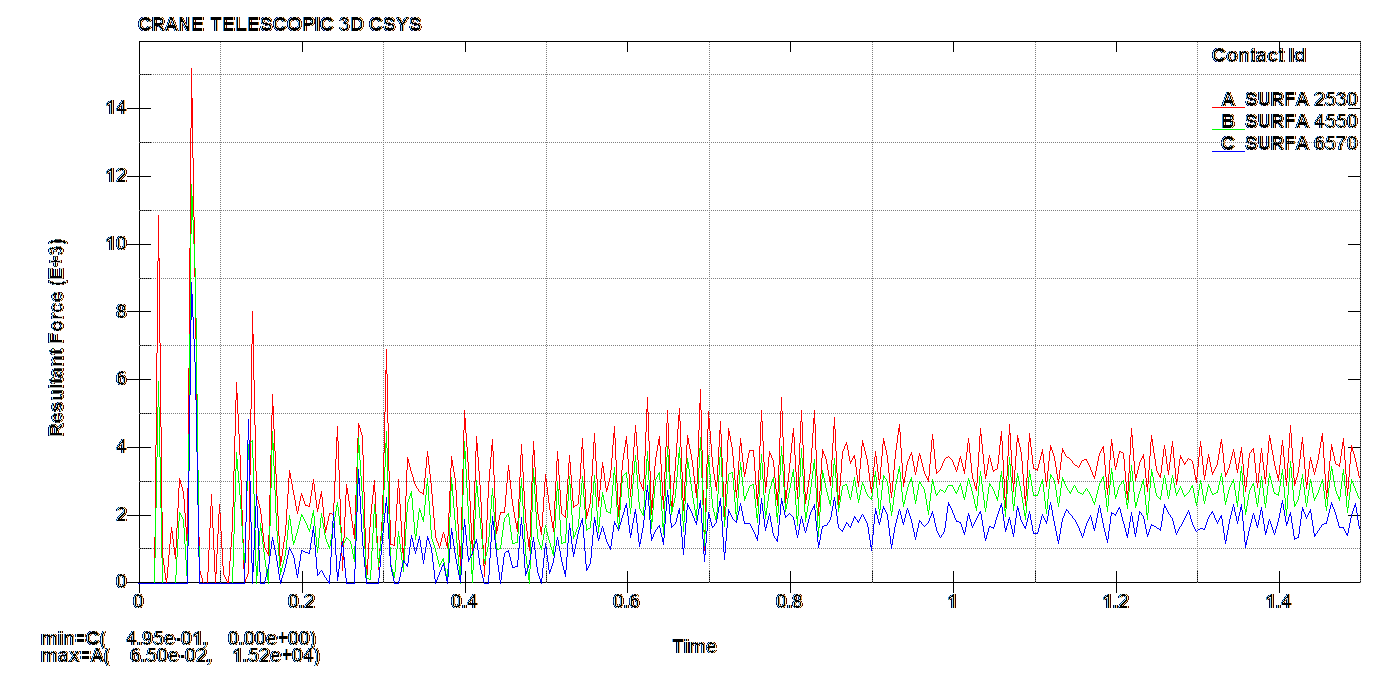 CRANE TELESCOPIC 3D CSYS
Contact Id
A SURFA 2530
B SURFA 4550
C SURFA 6570
14
12
10
8
6
4
2
0
Resultant Force (E+3)
0 0.2 0.4 0.6 0.8 1 1.2 1.4
Time
min=C( 4.95e-01, 0.00e+00)
max=A( 6.50e-02, 1.52e+04)